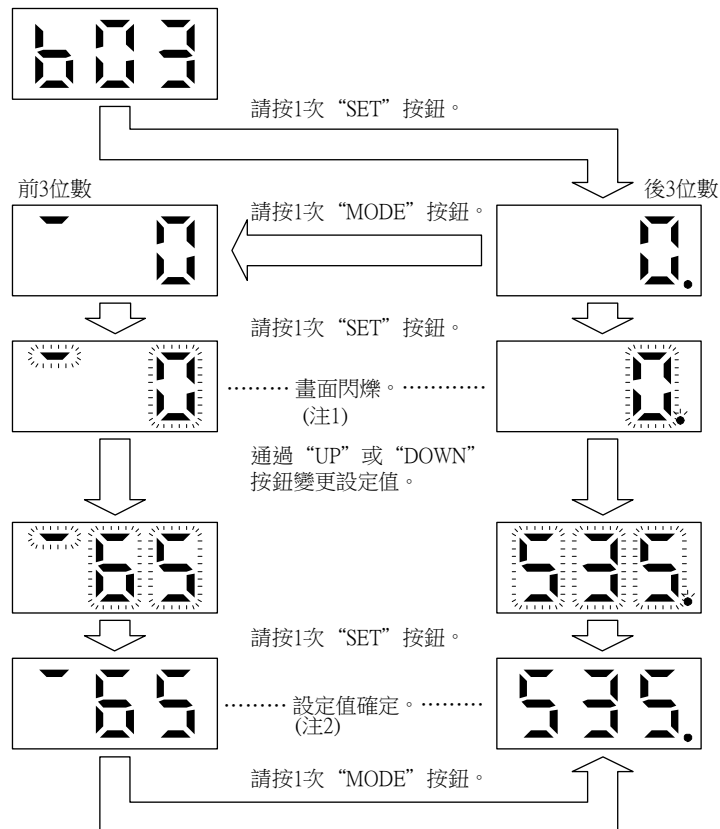 b03
請按1次“SET”按鈕。
前3位數
後3位數
請按1次“MODE”按鈕。
‾ 0
0.
請按1次“SET”按鈕。
‾ 0
⋯⋯⋯ 畫面閃爍。⋯⋯⋯⋯
0.
(注1)
通過“UP”或“DOWN”
按鈕變更設定值。
‾65
535.
請按1次“SET”按鈕。
‾65
⋯⋯⋯ 設定值確定。⋯⋯⋯
535.
(注2)
請按1次“MODE”按鈕。